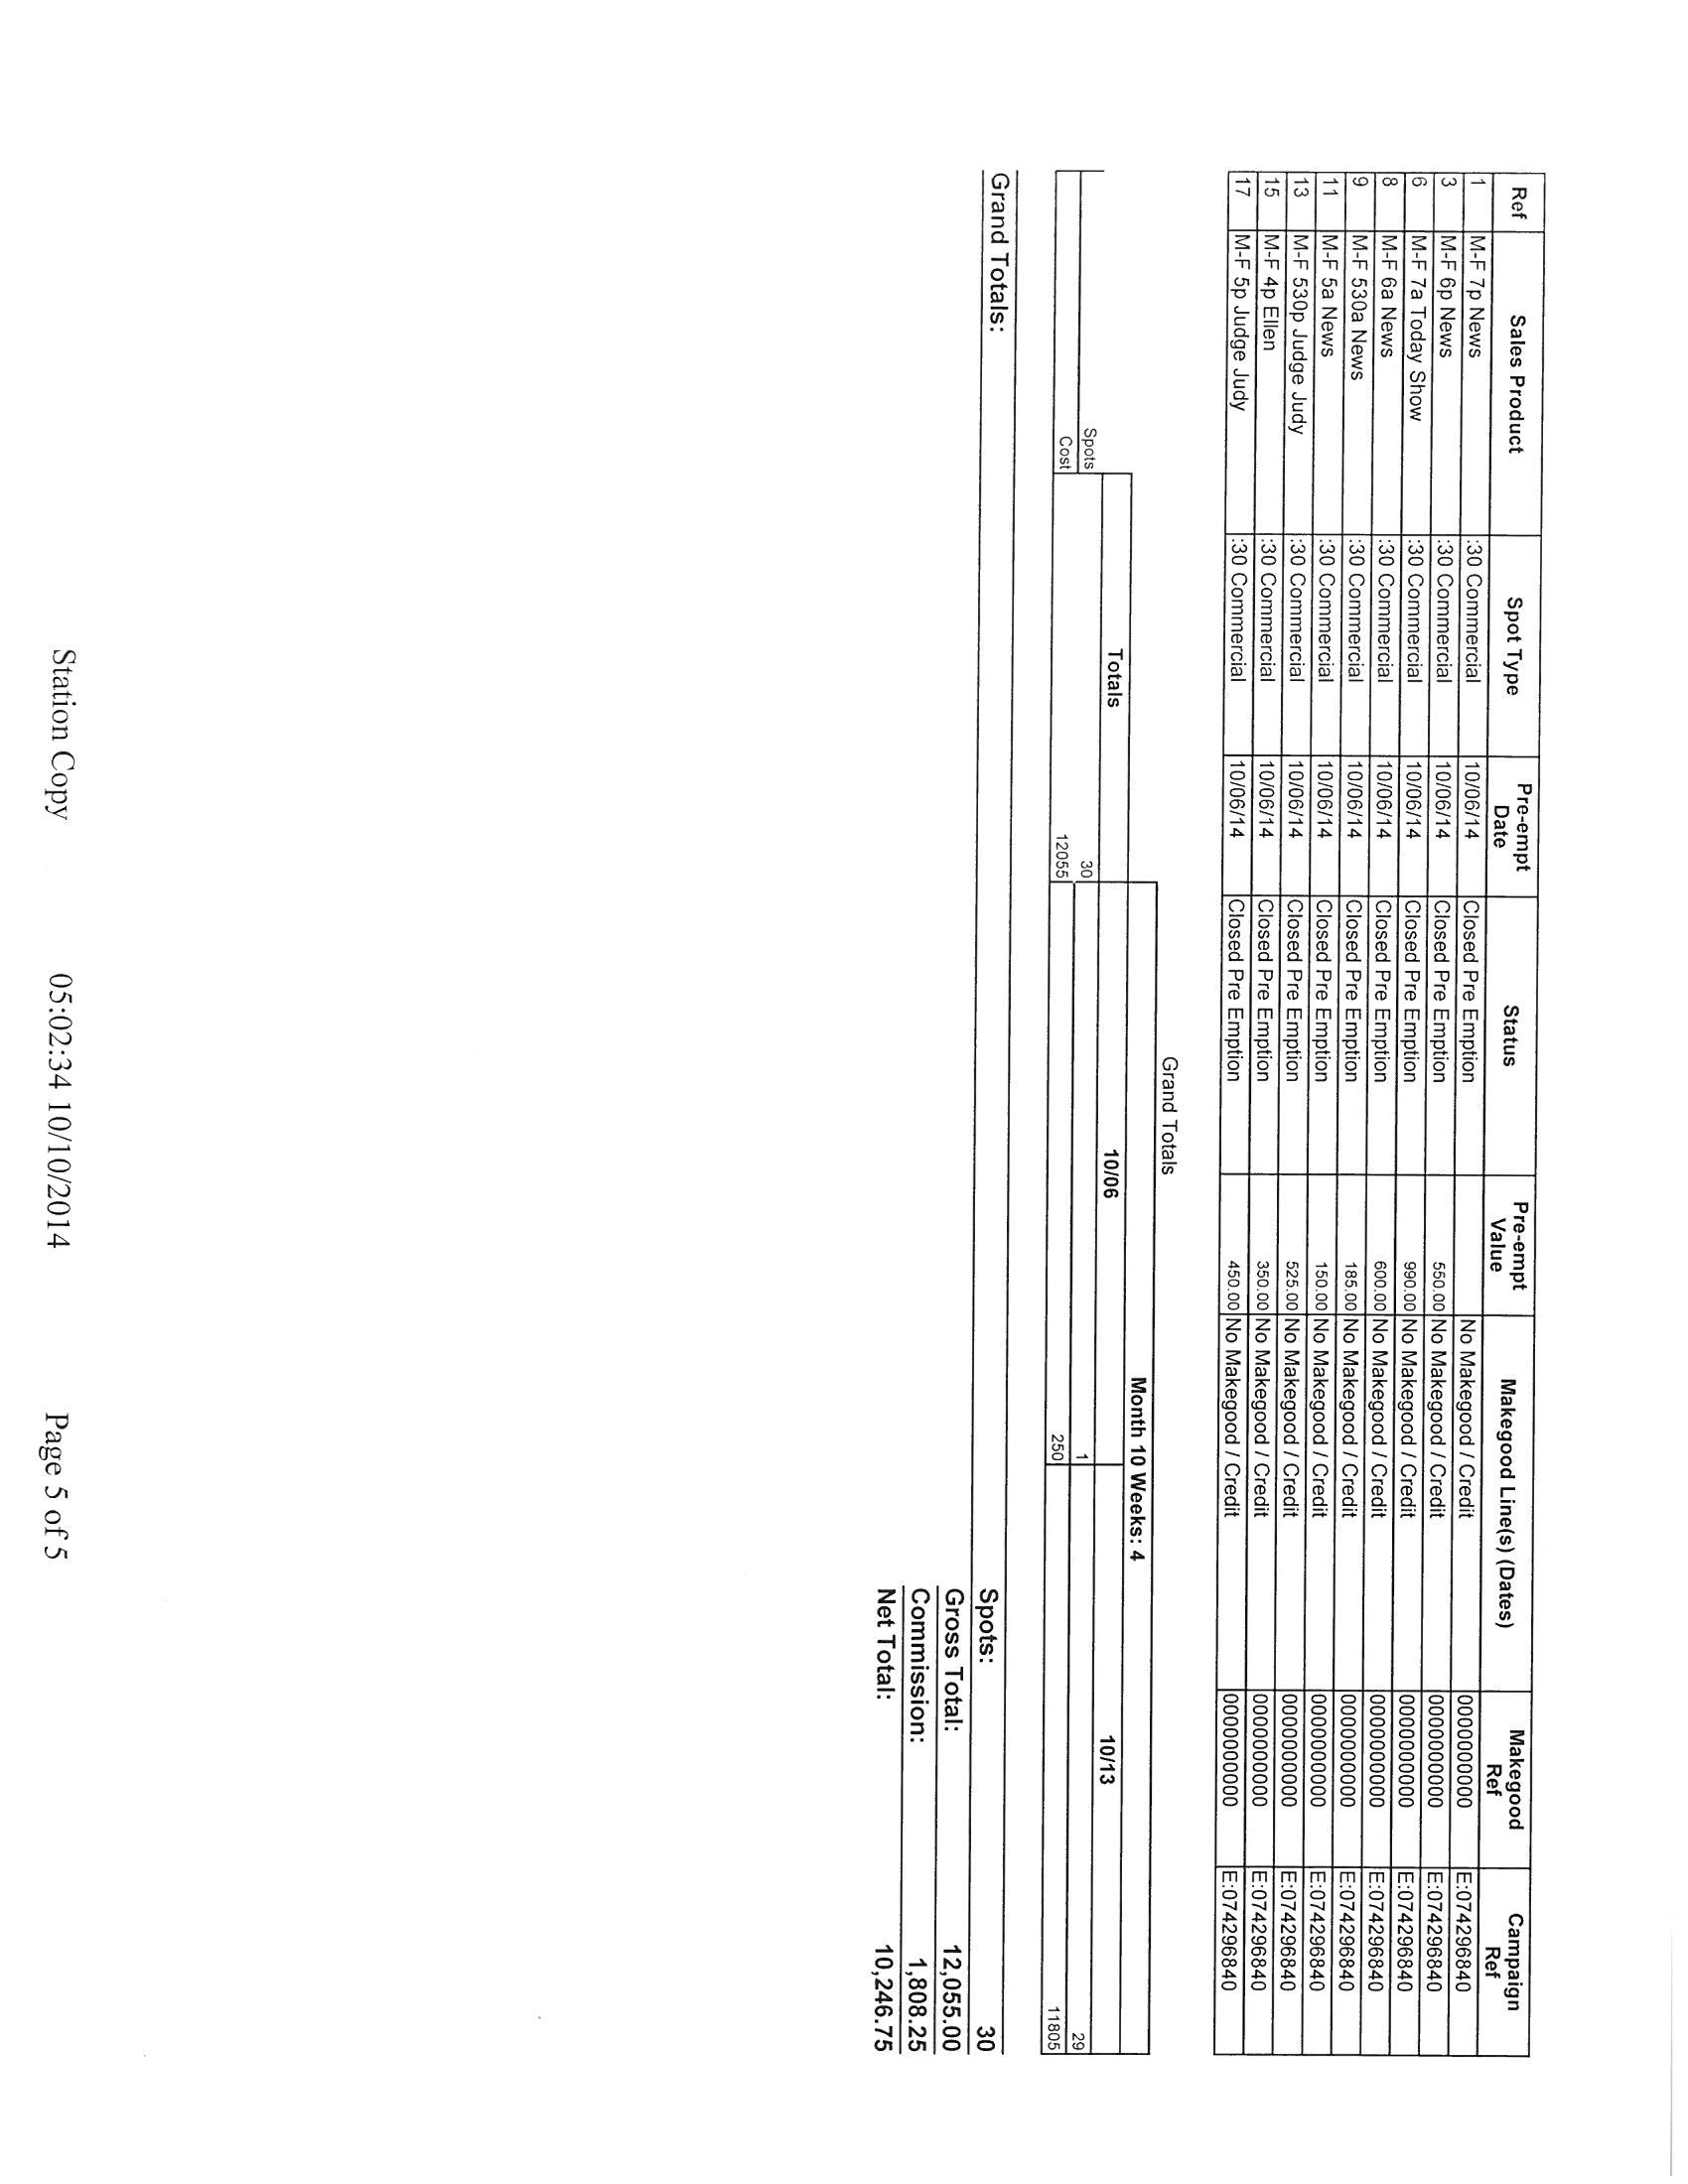 Ref Sales Product Spot Type Pre-empt Date Status Pre-empt Value Makegood Line(s) (Dates) Makegood Ref Campaign Ref
1 M-F 7p News :30 Commercial 10/06/14 Closed Pre Emption No Makegood / Credit 0000000000 E:074296840
3 M-F 6p News :30 Commercial 10/06/14 Closed Pre Emption 550.00 No Makegood / Credit 0000000000 E:074296840
6 M-F 7a Today Show :30 Commercial 10/06/14 Closed Pre Emption 990.00 No Makegood / Credit 0000000000 E:074296840
8 M-F 6a News :30 Commercial 10/06/14 Closed Pre Emption 600.00 No Makegood / Credit 0000000000 E:074296840
9 M-F 530a News :30 Commercial 10/06/14 Closed Pre Emption 185.00 No Makegood / Credit 0000000000 E:074296840
11 M-F 5a News :30 Commercial 10/06/14 Closed Pre Emption 150.00 No Makegood / Credit 0000000000 E:074296840
13 M-F 530p Judge Judy :30 Commercial 10/06/14 Closed Pre Emption 525.00 No Makegood / Credit 0000000000 E:074296840
15 M-F 4p Ellen :30 Commercial 10/06/14 Closed Pre Emption 350.00 No Makegood / Credit 0000000000 E:074296840
17 M-F 5p Judge Judy :30 Commercial 10/06/14 Closed Pre Emption 450.00 No Makegood / Credit 0000000000 E:074296840
Grand Totals
Month 10 Weeks: 4
Totals 10/06 10/13
Spots 30 1 29
Cost 12055 250 11805
Grand Totals: Spots: 30
Gross Total: 12,055.00
Commission: 1,808.25
Net Total: 10,246.75
Station Copy 05:02:34 10/10/2014 Page 5 of 5